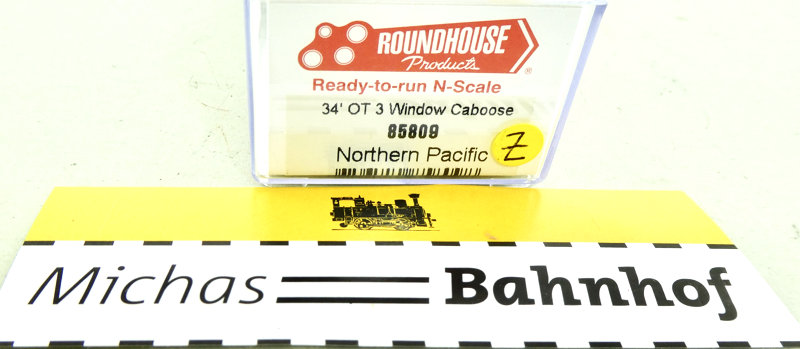 ROUNDHOUSE
Products ®
Ready-to-run N-Scale
34' OT 3 Window Caboose
85809
Northern Pacific
Z
Michas Bahnhof